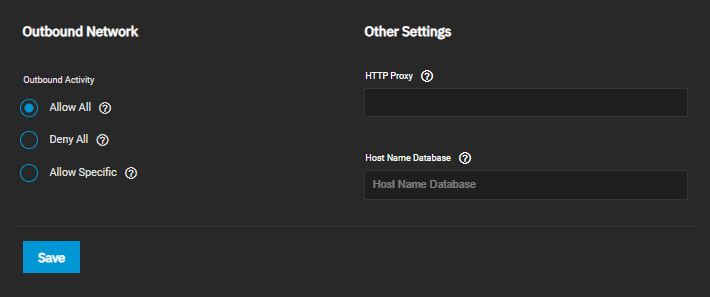 Outbound Network
Outbound Activity
Allow All
Deny All
Allow Specific
Other Settings
HTTP Proxy
Host Name Database
Host Name Database
Save